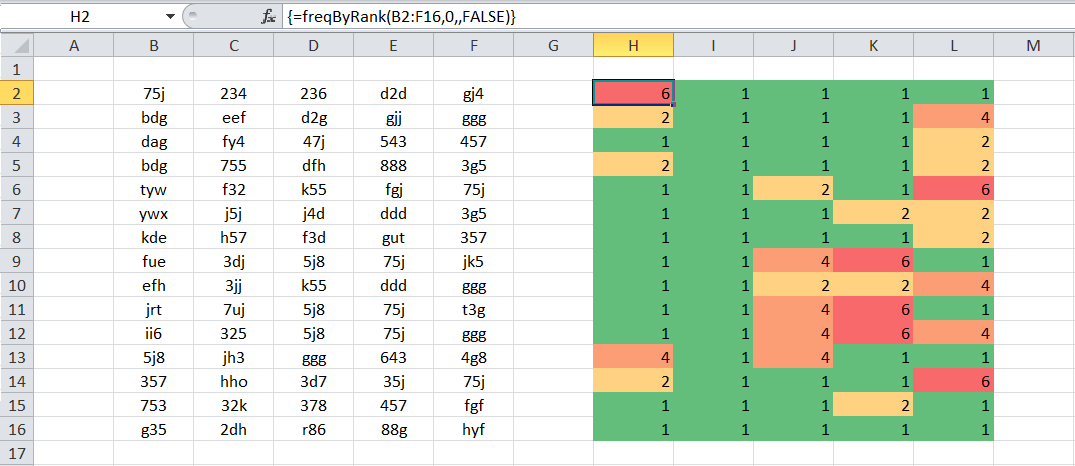 H2 fx {=freqByRank(B2:F16,0,,FALSE)}
A B C D E F G H I J K L M
1
2 75j 234 236 d2d gj4 6 1 1 1 1
3 bdg eef d2g gjj ggg 2 1 1 1 4
4 dag fy4 47j 543 457 1 1 1 1 2
5 bdg 755 dfh 888 3g5 2 1 1 1 2
6 tyw f32 k55 fgj 75j 1 1 2 1 6
7 ywx j5j j4d ddd 3g5 1 1 1 2 2
8 kde h57 f3d gut 357 1 1 1 1 2
9 fue 3dj 5j8 75j jk5 1 1 4 6 1
10 efh 3jj k55 ddd ggg 1 1 2 2 4
11 jrt 7uj 5j8 75j t3g 1 1 4 6 1
12 ii6 325 5j8 75j ggg 1 1 4 6 4
13 5j8 jh3 ggg 643 4g8 4 1 4 1 1
14 357 hho 3d7 35j 75j 2 1 1 1 6
15 753 32k 378 457 fgf 1 1 1 2 1
16 g35 2dh r86 88g hyf 1 1 1 1 1
17